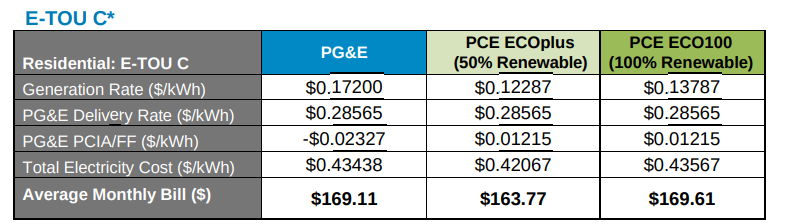 E-TOU C*
Residential: E-TOU C PG&E PCE ECOplus (50% Renewable) PCE ECO100 (100% Renewable)
Generation Rate ($/kWh) $0.17200 $0.12287 $0.13787
PG&E Delivery Rate ($/kWh) $0.28565 $0.28565 $0.28565
PG&E PCIA/FF ($/kWh) -$0.02327 $0.01215 $0.01215
Total Electricity Cost ($/kWh) $0.43438 $0.42067 $0.43567
Average Monthly Bill ($) $169.11 $163.77 $169.61